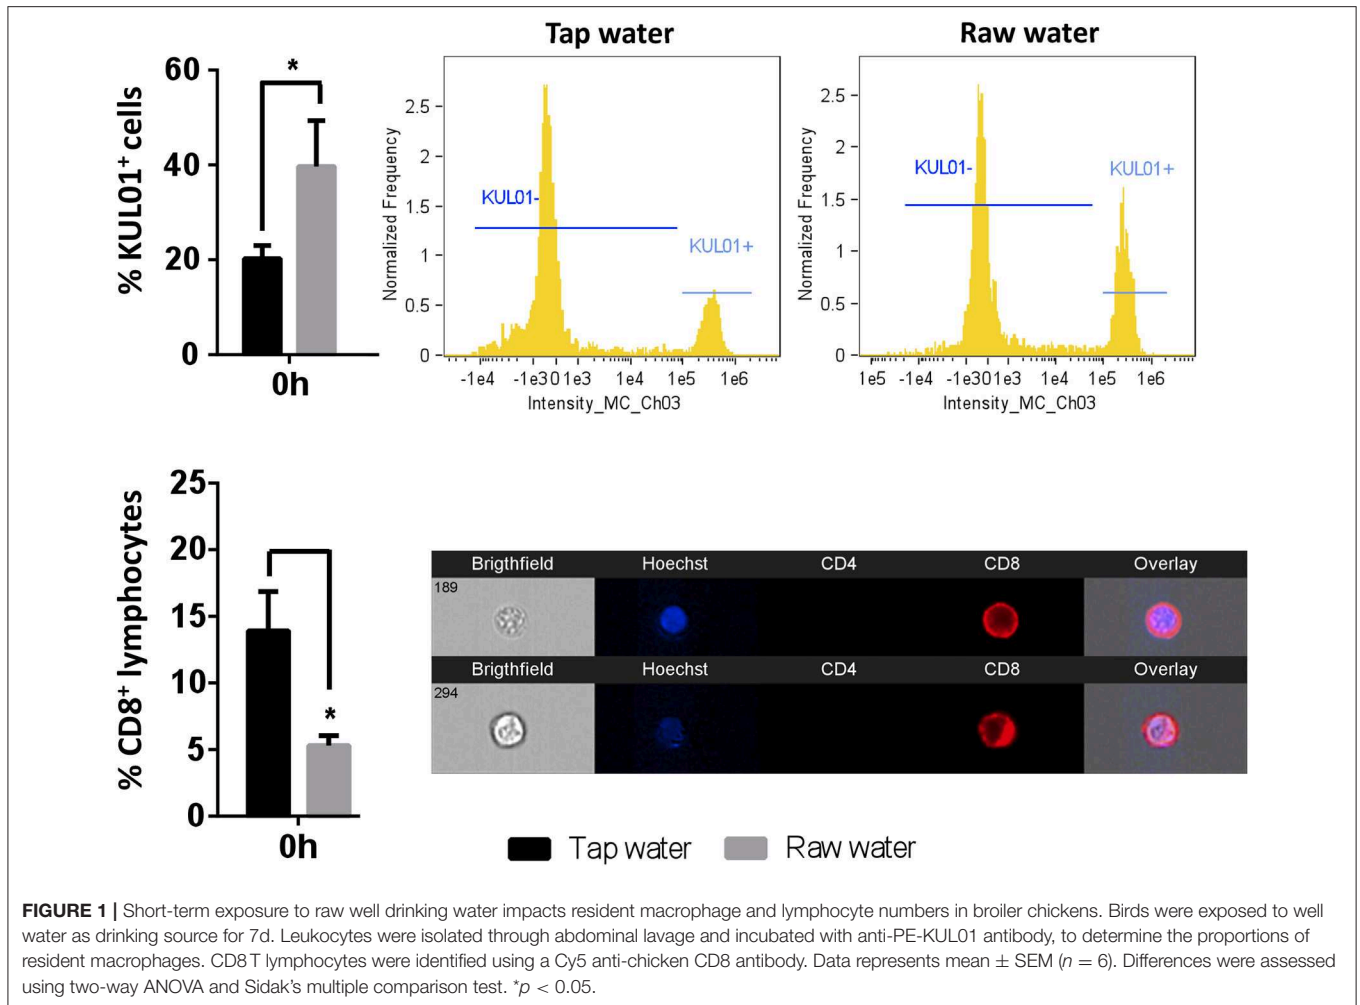 Tap water
Raw water
% KUL01+ cells
60
40
20
0
*
0h
Normalized Frequency
2.5
2
1.5
1
0.5
0
KUL01-
KUL01+
-1e4 -1e3 0 1e3 1e4 1e5 1e6
Intensity_MC_Ch03
Normalized Frequency
2.5
2
1.5
1
0.5
0
KUL01-
KUL01+
1e5 -1e4 -1e3 0 1e3 1e4 1e5 1e6
Intensity_MC_Ch03
% CD8+ lymphocytes
25
20
15
10
5
0
*
0h
Brigthfield Hoechst CD4 CD8 Overlay
189
Brigthfield Hoechst CD4 CD8 Overlay
294
Tap water Raw water
FIGURE 1 | Short-term exposure to raw well drinking water impacts resident macrophage and lymphocyte numbers in broiler chickens. Birds were exposed to well
water as drinking source for 7d. Leukocytes were isolated through abdominal lavage and incubated with anti-PE-KUL01 antibody, to determine the proportions of
resident macrophages. CD8 T lymphocytes were identified using a Cy5 anti-chicken CD8 antibody. Data represents mean ± SEM (n = 6). Differences were assessed
using two-way ANOVA and Sidak's multiple comparison test. *p < 0.05.